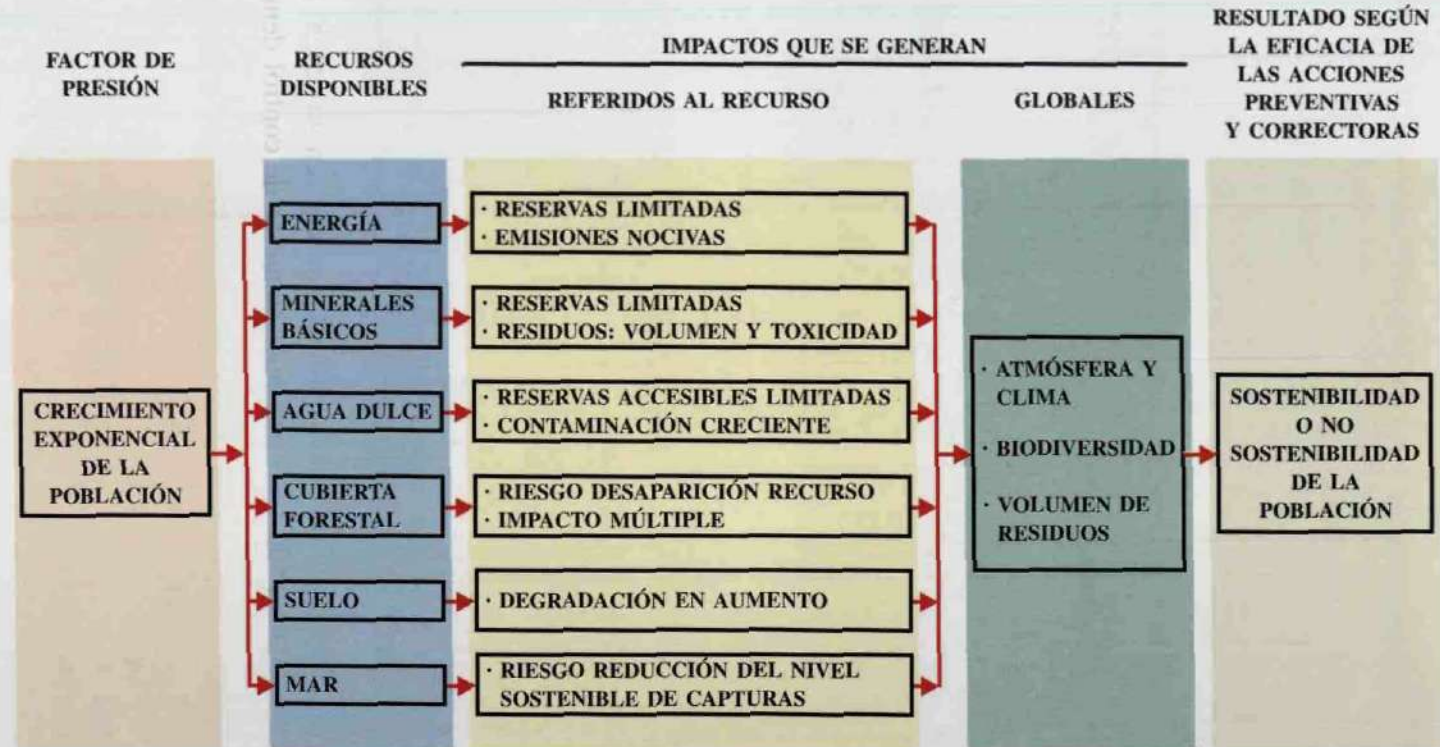 FACTOR DE
PRESIÓN
RECURSOS
DISPONIBLES
IMPACTOS QUE SE GENERAN
REFERIDOS AL RECURSO
GLOBALES
RESULTADO SEGÚN
LA EFICACIA DE
LAS ACCIONES
PREVENTIVAS
Y CORRECTORAS
CRECIMIENTO
EXPONENCIAL
DE LA
POBLACIÓN
ENERGÍA
· RESERVAS LIMITADAS
· EMISIONES NOCIVAS
MINERALES
BÁSICOS
· RESERVAS LIMITADAS
· RESIDUOS: VOLUMEN Y TOXICIDAD
AGUA DULCE
· RESERVAS ACCESIBLES LIMITADAS
· CONTAMINACIÓN CRECIENTE
CUBIERTA
FORESTAL
· RIESGO DESAPARICIÓN RECURSO
· IMPACTO MÚLTIPLE
SUELO
· DEGRADACIÓN EN AUMENTO
MAR
· RIESGO REDUCCIÓN DEL NIVEL
SOSTENIBLE DE CAPTURAS
· ATMÓSFERA Y
CLIMA
· BIODIVERSIDAD
· VOLUMEN DE
RESIDUOS
SOSTENIBILIDAD
O NO
SOSTENIBILIDAD
DE LA
POBLACIÓN